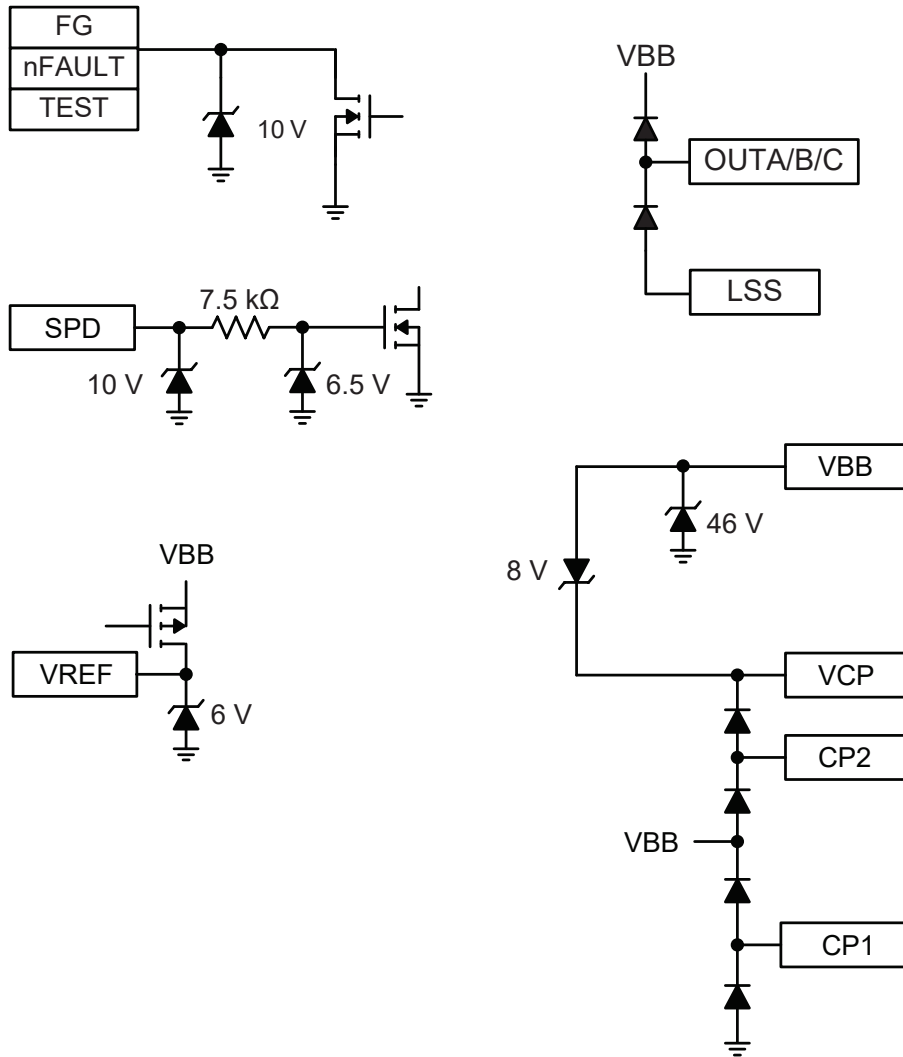 FG
nFAULT
TEST
10 V
VBB
OUTA/B/C
LSS
7.5 kΩ
SPD
10 V
6.5 V
VBB
VREF
6 V
VBB
46 V
8 V
VCP
CP2
VBB
CP1